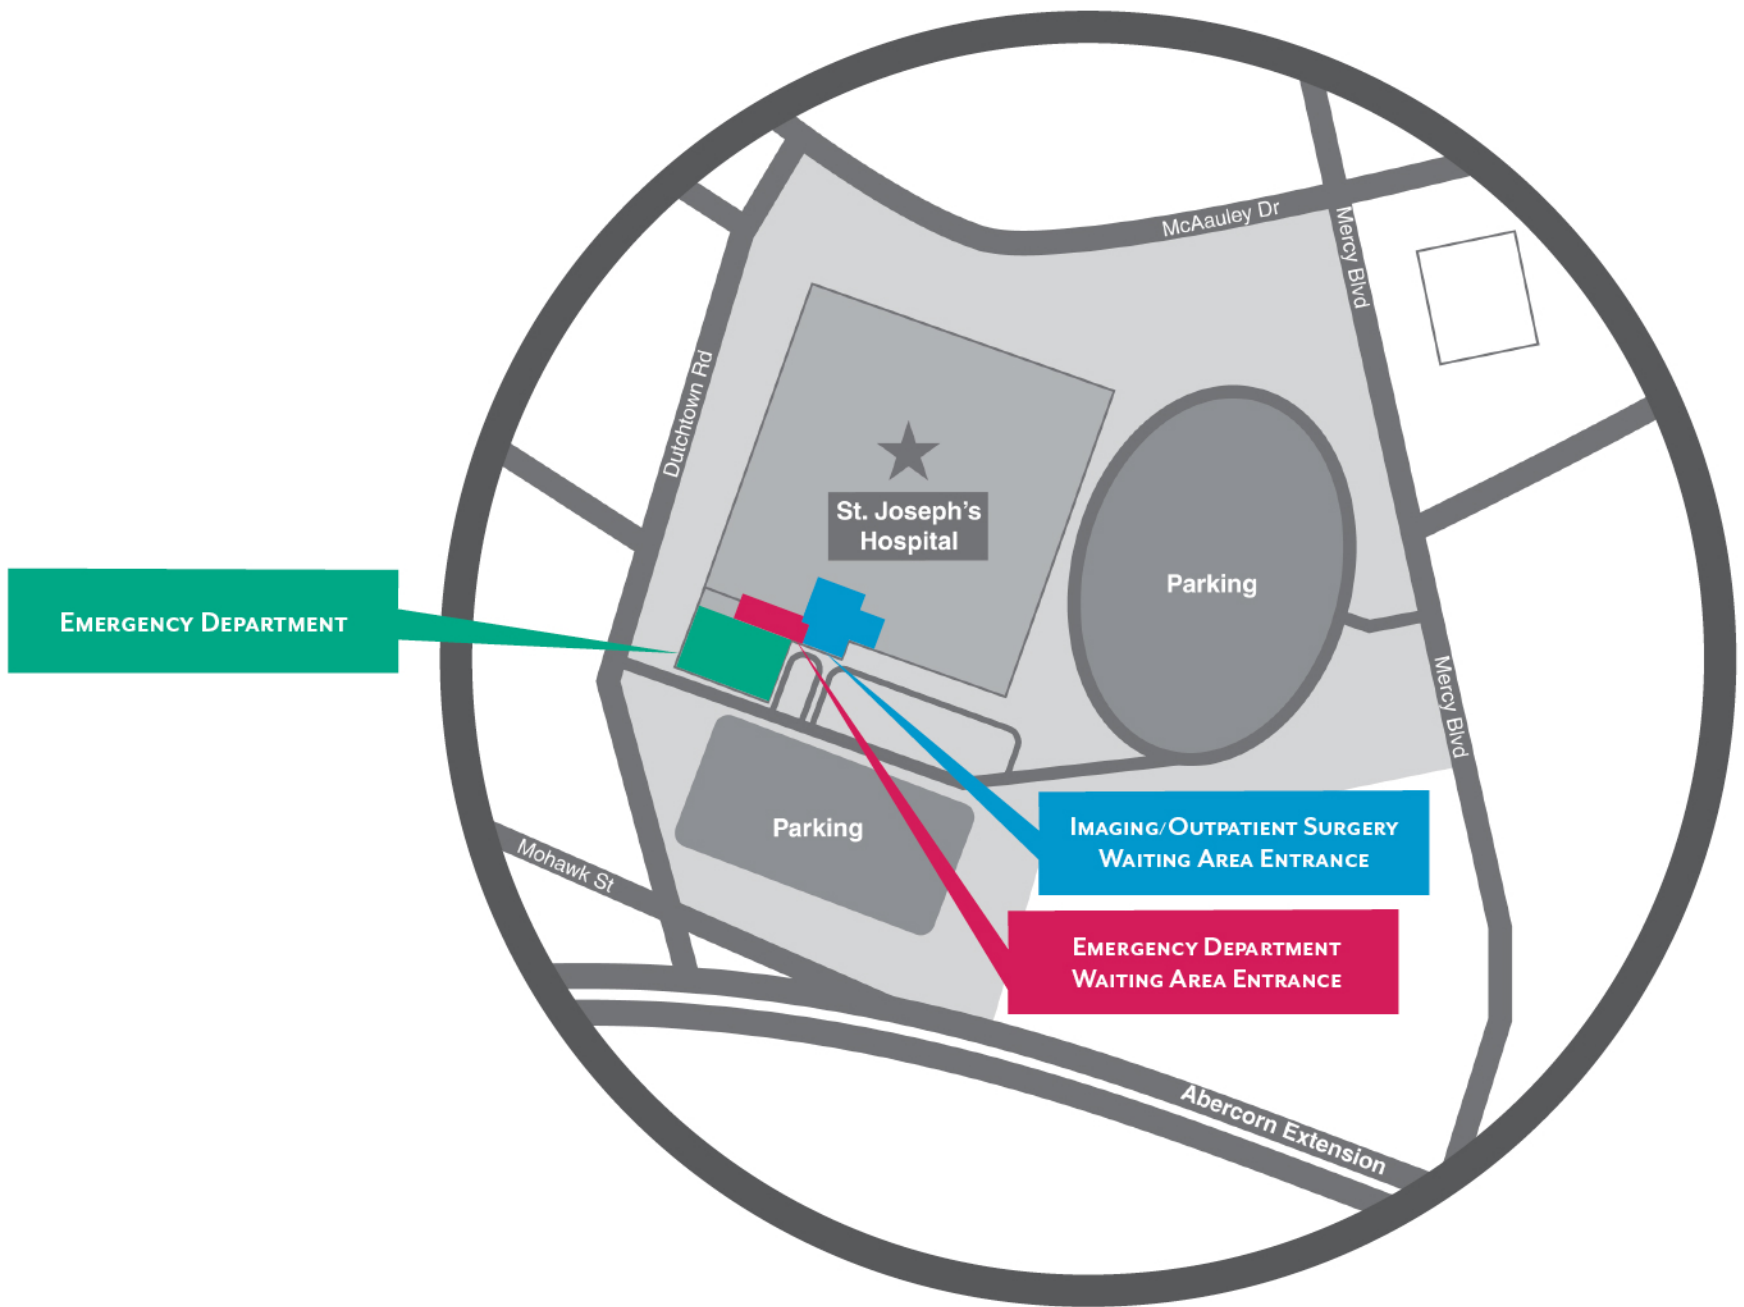 McAauley Dr
Mercy Blvd
Dutchtown Rd
St. Joseph's
Hospital
Parking
EMERGENCY DEPARTMENT
Mercy Blvd
Parking
IMAGING/OUTPATIENT SURGERY
WAITING AREA ENTRANCE
Mohawk St
EMERGENCY DEPARTMENT
WAITING AREA ENTRANCE
Abercorn Extension